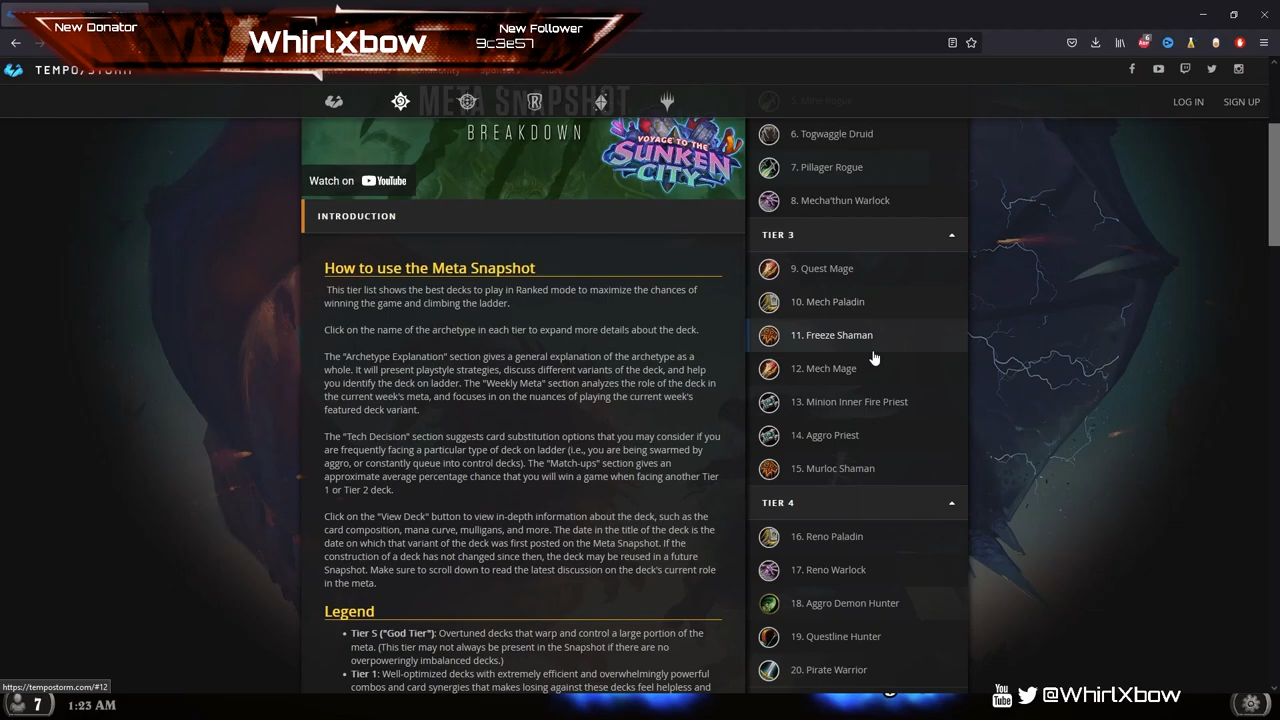 New Donator
WhirlXbow
New Follower
9c3e57
TEMPO/STORM
LOG IN
SIGN UP
META SNAPSHOT
BREAKDOWN
VOYAGE TO THE
SUNKEN
CITY
Watch on YouTube
INTRODUCTION
How to use the Meta Snapshot
This tier list shows the best decks to play in Ranked mode to maximize the chances of
winning the game and climbing the ladder.
Click on the name of the archetype in each tier to expand more details about the deck.
The "Archetype Explanation" section gives a general explanation of the archetype as a
whole. It will present playstyle strategies, discuss different variants of the deck, and help
you identify the deck on ladder. The "Weekly Meta" section analyzes the role of the deck in
the current week's meta, and focuses in on the nuances of playing the current week's
featured deck variant.
The "Tech Decision" section suggests card substitution options that you may consider if you
are frequently facing a particular type of deck on ladder (i.e., you are being swarmed by
aggro, or constantly queue into control decks). The "Match-ups" section gives an
approximate average percentage chance that you will win a game when facing another Tier
1 or Tier 2 deck.
Click on the "View Deck" button to view in-depth information about the deck, such as the
card composition, mana curve, mulligans, and more. The date in the title of the deck is the
date on which that variant of the deck was first posted on the Meta Snapshot. If the
construction of a deck has not changed since then, the deck may be reused in a future
Snapshot. Make sure to scroll down to read the latest discussion on the deck's current role
in the meta.
Legend
• Tier S ("God Tier"): Overtuned decks that warp and control a large portion of the
meta. (This tier may not always be present in the Snapshot if there are no
overpoweringly imbalanced decks.)
• Tier 1: Well-optimized decks with extremely efficient and overwhelmingly powerful
combos and card synergies that makes losing against these decks feel helpless and
5. Mine Rogue
6. Togwaggle Druid
7. Pillager Rogue
8. Mecha'thun Warlock
TIER 3
9. Quest Mage
10. Mech Paladin
11. Freeze Shaman
12. Mech Mage
13. Minion Inner Fire Priest
14. Aggro Priest
15. Murloc Shaman
TIER 4
16. Reno Paladin
17. Reno Warlock
18. Aggro Demon Hunter
19. Questline Hunter
20. Pirate Warrior
https://tempostorm.com/#12
7
1:23 AM
You Tube
@WhirlXbow